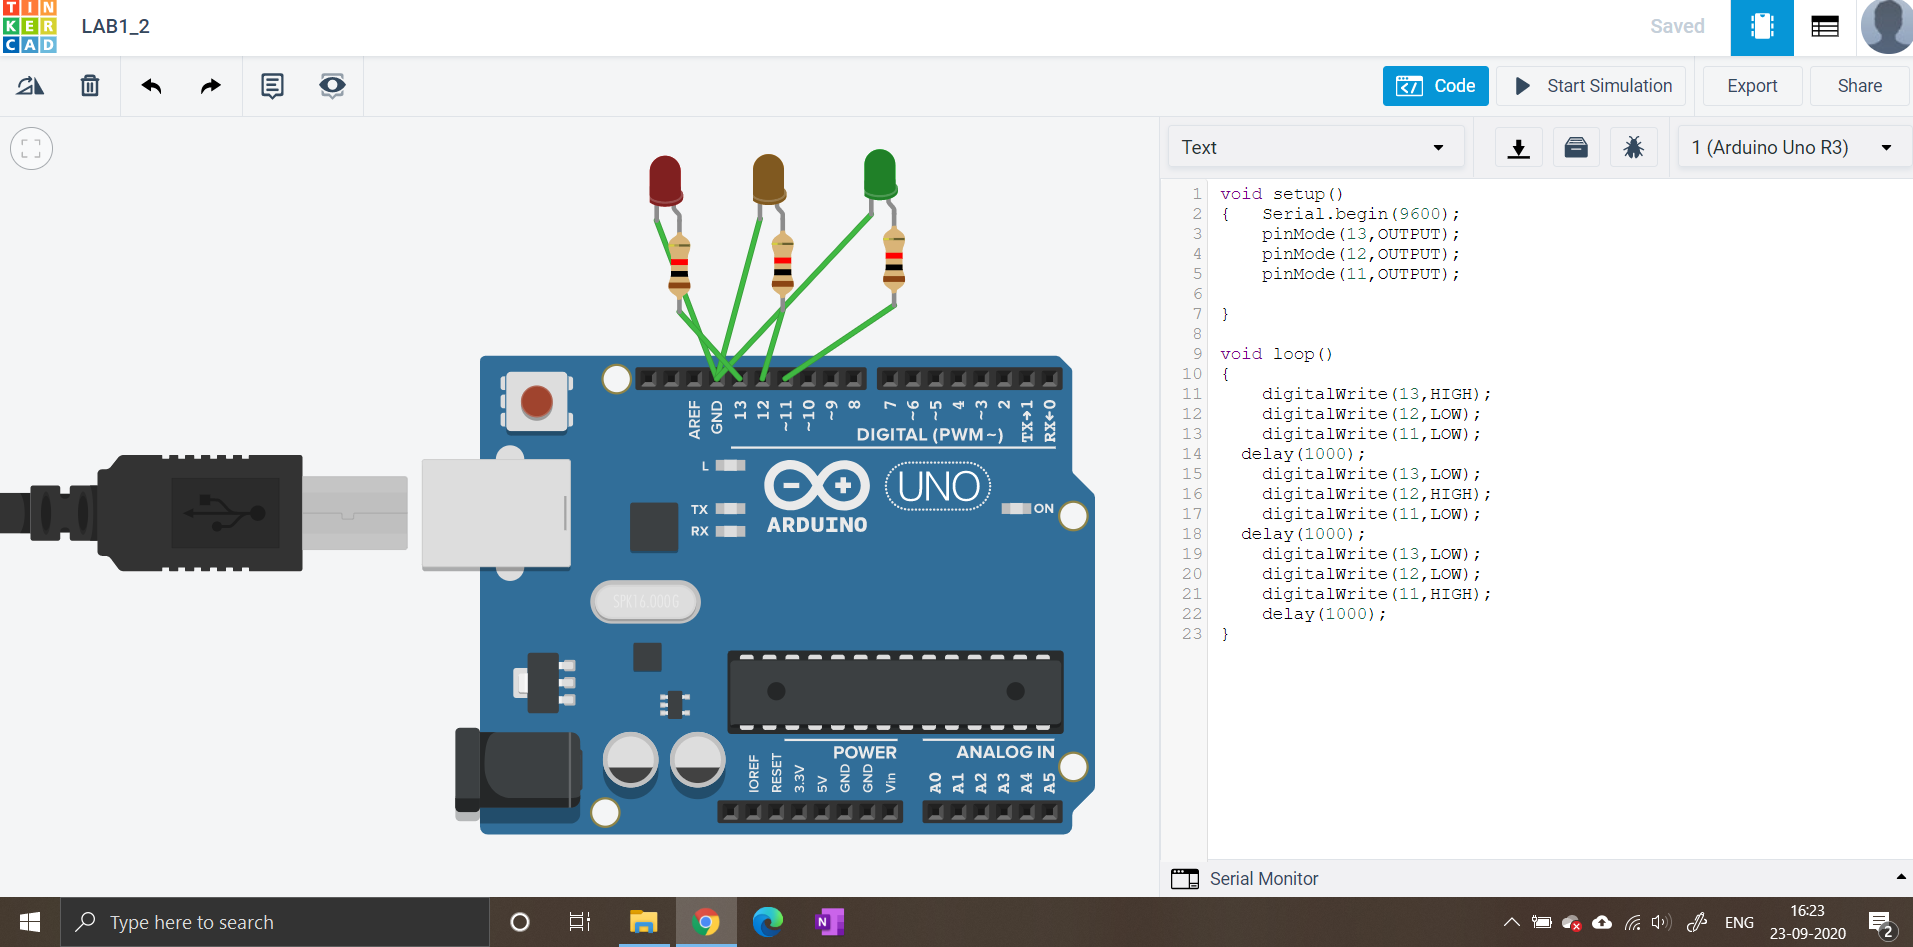 TIN
KER
CAD
LAB1_2
Saved
Code
Start Simulation
Export
Share
Text
1 (Arduino Uno R3)
1 void setup()
2 {   Serial.begin(9600);
3     pinMode(13,OUTPUT);
4     pinMode(12,OUTPUT);
5     pinMode(11,OUTPUT);
6
7 }
8
9 void loop()
10 {
11     digitalWrite(13,HIGH);
12     digitalWrite(12,LOW);
13     digitalWrite(11,LOW);
14   delay(1000);
15     digitalWrite(13,LOW);
16     digitalWrite(12,HIGH);
17     digitalWrite(11,LOW);
18   delay(1000);
19     digitalWrite(13,LOW);
20     digitalWrite(12,LOW);
21     digitalWrite(11,HIGH);
22     delay(1000);
23 }
AREF GND 13 12 ~11 ~10 ~9 8 7 ~6 ~5 4 ~3 2 TX→1 RX←0
DIGITAL (PWM~)
L
TX
RX
UNO
ARDUINO
ON
SPK16.000G
POWER
ANALOG IN
IOREF RESET 3.3V 5V GND GND Vin A0 A1 A2 A3 A4 A5
Serial Monitor
Type here to search
N
ENG
16:23
23-09-2020
2